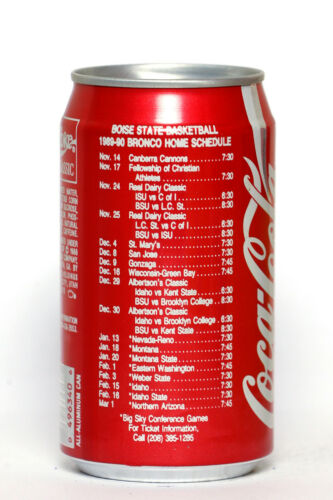 BOISE STATE BASKETBALL
1989-90 BRONCO HOME SCHEDULE
Nov. 14 Canberra Cannons 7:30
Nov. 17 Fellowship of Christian
Athletes 7:30
Nov. 24 Real Dairy Classic
ISU vs C of I 6:30
BSU vs L.C. St. 8:30
Nov. 25 Real Dairy Classic
L.C. St. vs C of I 6:30
BSU vs ISU 8:30
Dec. 4 St. Mary's 7:30
Dec. 8 San Jose 7:30
Dec. 9 Gonzaga 7:45
Dec. 16 Wisconsin-Green Bay 7:45
Dec. 29 Albertson's Classic
Idaho vs Kent State 6:30
BSU vs Brooklyn College 8:30
Dec. 30 Albertson's Classic
Idaho vs Brooklyn College 6:30
BSU vs Kent State 8:30
Jan. 13 Nevada-Reno 7:45
Jan. 18 *Montana 7:45
Jan. 20 *Montana State 7:45
Feb. 1 *Eastern Washington 7:45
Feb. 3 *Weber State 7:45
Feb. 15 *Idaho 7:45
Feb. 16 *Idaho State 7:45
Mar 1 *Northern Arizona 7:45
*Big Sky Conference Games
For Ticket Information,
Call (208) 385-1285
Coca-Cola
ALL-ALUMINUM CAN